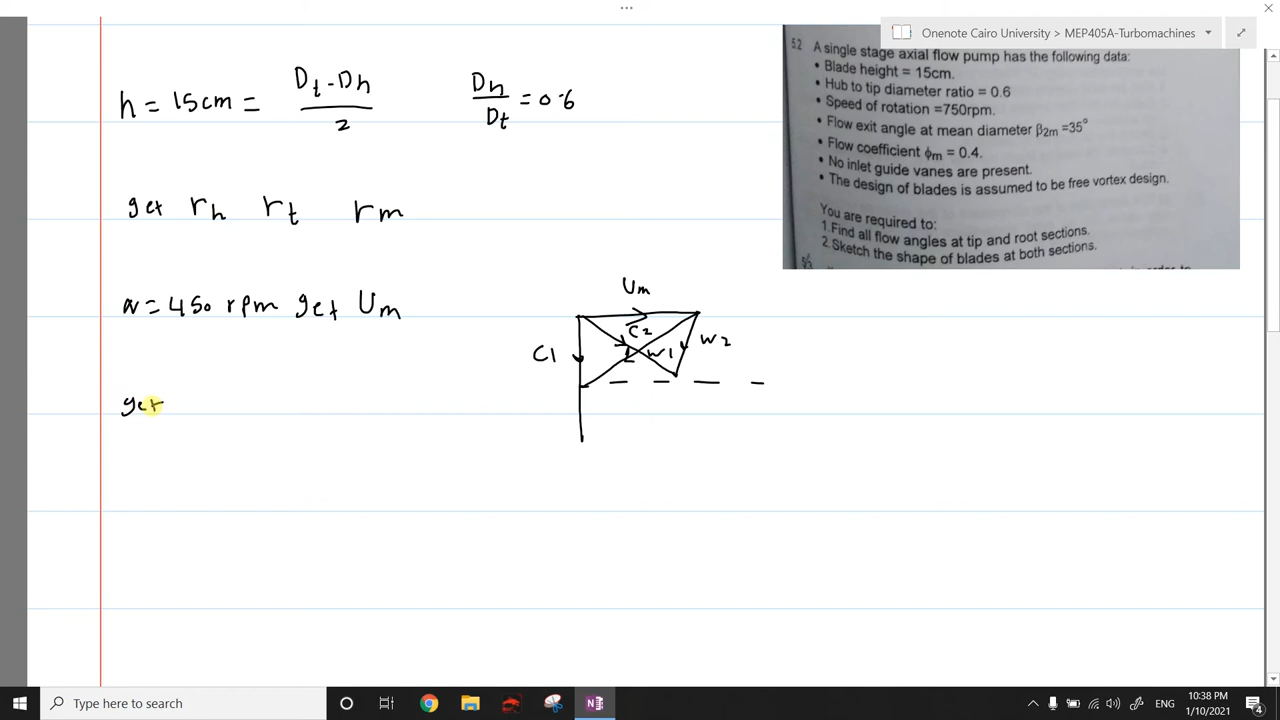 Onenote Cairo University > MEP405A-Turbomachines
5.2 A single stage axial flow pump has the following data:
• Blade height = 15cm.
• Hub to tip diameter ratio = 0.6
• Speed of rotation =750rpm.
• Flow exit angle at mean diameter β2m =35°
• Flow coefficient ϕm = 0.4.
• No inlet guide vanes are present.
• The design of blades is assumed to be free vortex design.
You are required to:
1.Find all flow angles at tip and root sections.
2.Sketch the shape of blades at both sections.
h = 15cm = (Dt - Dh)/2 Dh/Dt = 0.6
get rh rt rm
N = 450 rpm get Um
Um
C2
C1 W1 W2
get
Type here to search
ENG
10:38 PM
1/10/2021
4